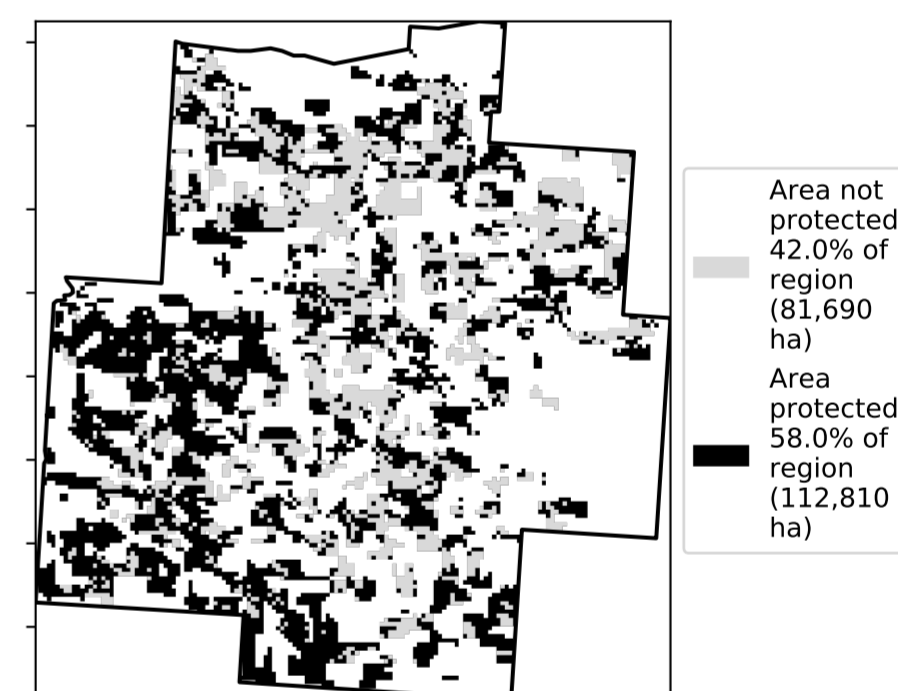 Area not
protected
42.0% of
region
(81,690
ha)
Area
protected
58.0% of
region
(112,810
ha)